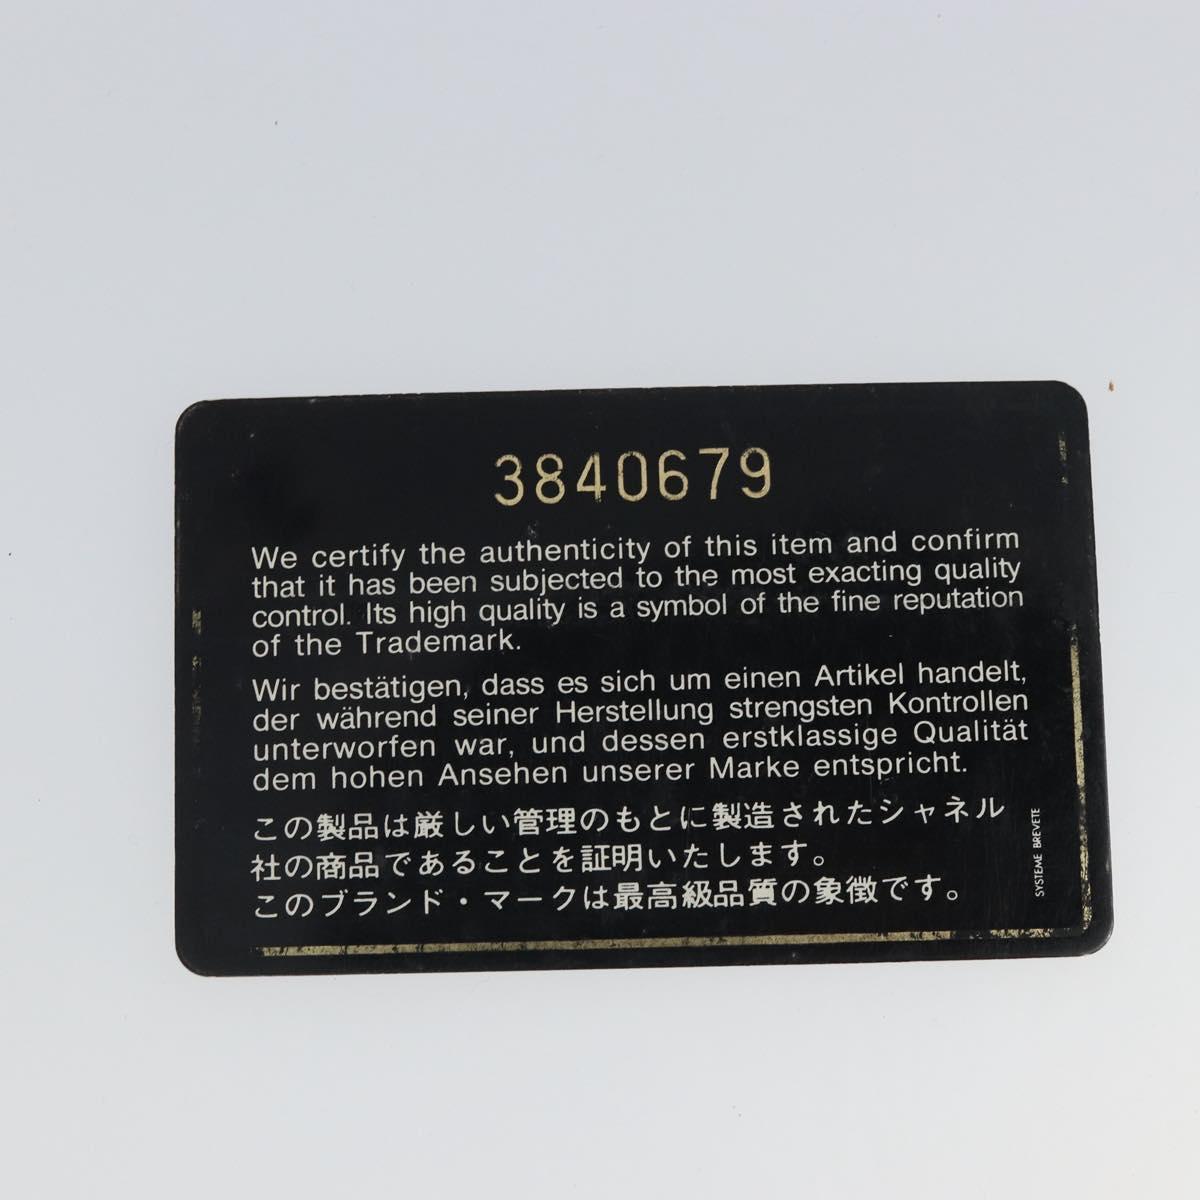 3840679
We certify the authenticity of this item and confirm
that it has been subjected to the most exacting quality
control. Its high quality is a symbol of the fine reputation
of the Trademark.
Wir bestätigen, dass es sich um einen Artikel handelt,
der während seiner Herstellung strengsten Kontrollen
unterworfen war, und dessen erstklassige Qualität
dem hohen Ansehen unserer Marke entspricht.
この製品は厳しい管理のもとに製造されたシャネル
社の商品であることを証明いたします。
このブランド・マークは最高級品質の象徴です。
SYSTEME BREVETE